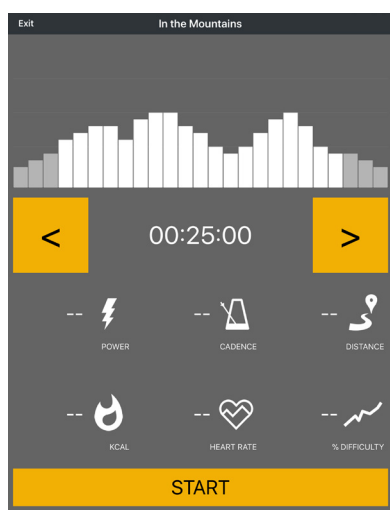 Exit In the Mountains
< 00:25:00 >
-- -- --
POWER CADENCE DISTANCE
-- -- --
KCAL HEART RATE % DIFFICULTY
START